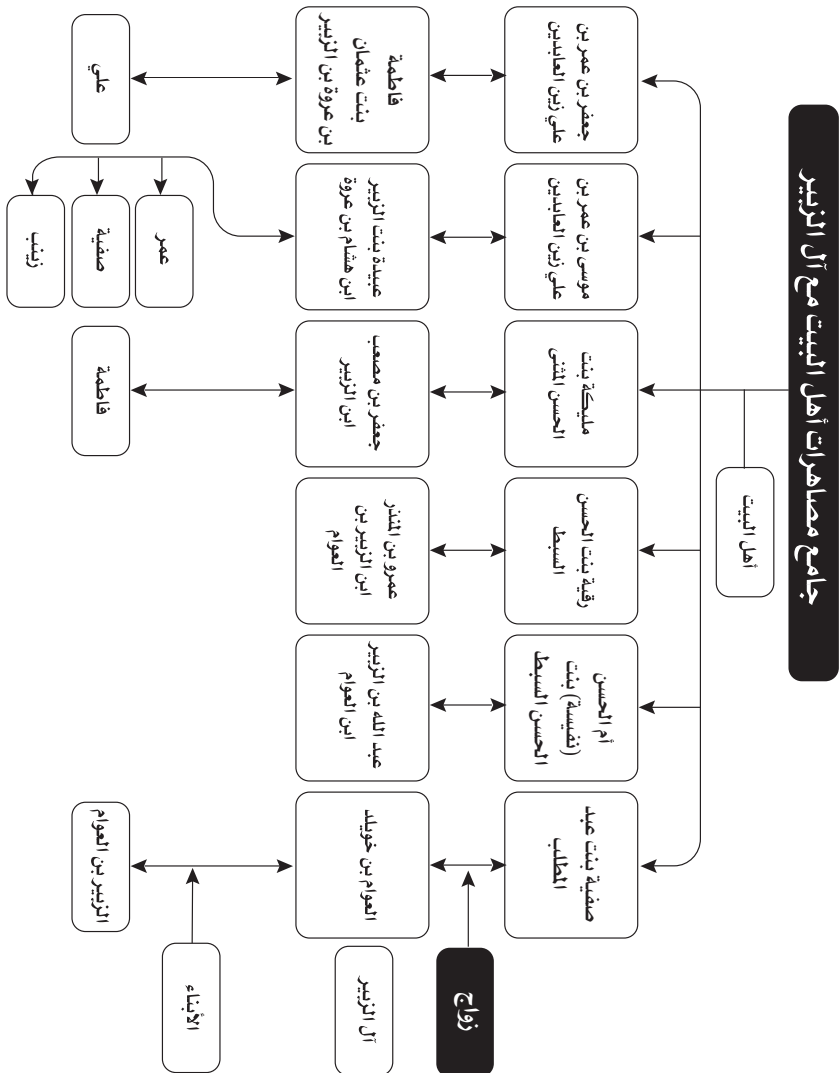 جامع مصاهرات أهل البيت مع آل الزبير
أهل البيت
صفية بنت عبد
المطلب
أم الحسن
(نفيسة) بنت
الحسن السبط
رقية بنت الحسن
السبط
مليكة بنت
الحسن المثنى
موسى بن عمر بن
علي زين العابدين
جعفر بن عمر بن
علي زين العابدين
زواج
آل الزبير
العوام بن خويلد
عبد الله بن الزبير
ابن العوام
عمرو بن المنذر
ابن الزبير بن
العوام
جعفر بن مصعب
ابن الزبير
عبيدة بنت الزبير
ابن هشام بن عروة
فاطمة
بنت عثمان
بن عروة بن الزبير
الأبناء
الزبير بن العوام
فاطمة
عمر
صفية
زينب
علي